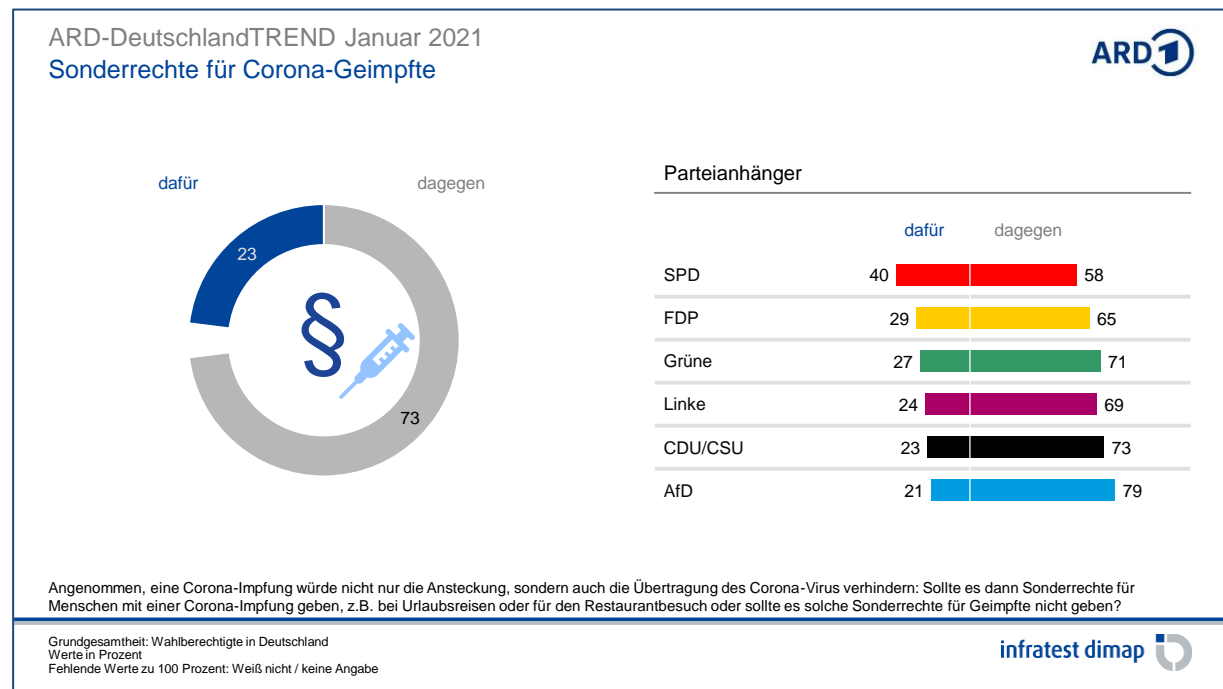 ARD-DeutschlandTREND Januar 2021
Sonderrechte für Corona-Geimpfte
ARD 1
dafür dagegen
23
§
73
Parteianhänger
dafür dagegen
SPD 40 58
FDP 29 65
Grüne 27 71
Linke 24 69
CDU/CSU 23 73
AfD 21 79
Angenommen, eine Corona-Impfung würde nicht nur die Ansteckung, sondern auch die Übertragung des Corona-Virus verhindern: Sollte es dann Sonderrechte für
Menschen mit einer Corona-Impfung geben, z.B. bei Urlaubsreisen oder für den Restaurantbesuch oder sollte es solche Sonderrechte für Geimpfte nicht geben?
Grundgesamtheit: Wahlberechtigte in Deutschland
Werte in Prozent
Fehlende Werte zu 100 Prozent: Weiß nicht / keine Angabe
infratest dimap